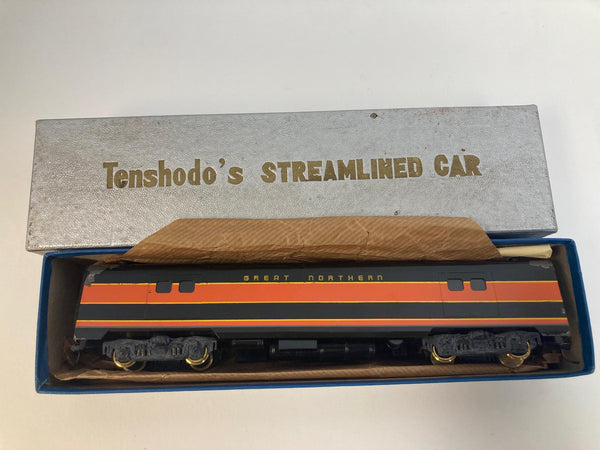 Tenshodo's STREAMLINED CAR
GREAT NORTHERN